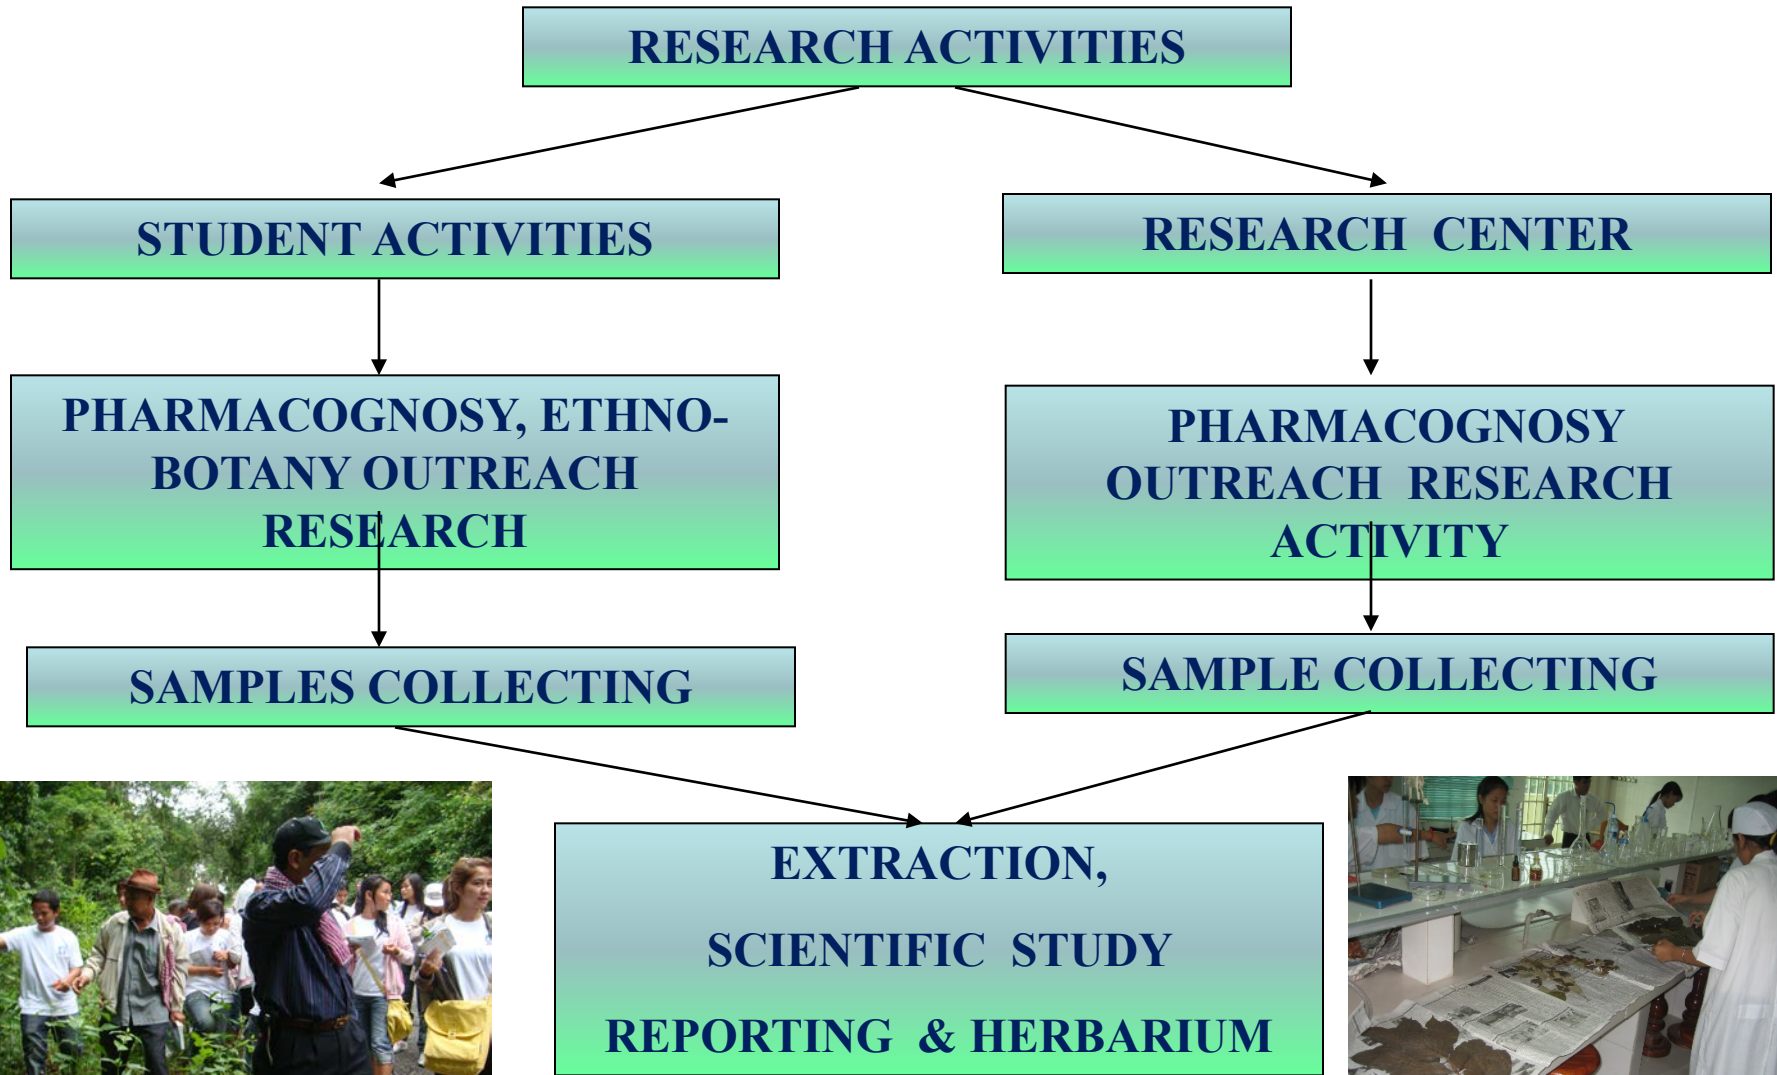 RESEARCH ACTIVITIES
STUDENT ACTIVITIES
RESEARCH CENTER
PHARMACOGNOSY, ETHNO-
BOTANY OUTREACH
RESEARCH
PHARMACOGNOSY
OUTREACH RESEARCH
ACTIVITY
SAMPLES COLLECTING
SAMPLE COLLECTING
EXTRACTION,
SCIENTIFIC STUDY
REPORTING & HERBARIUM